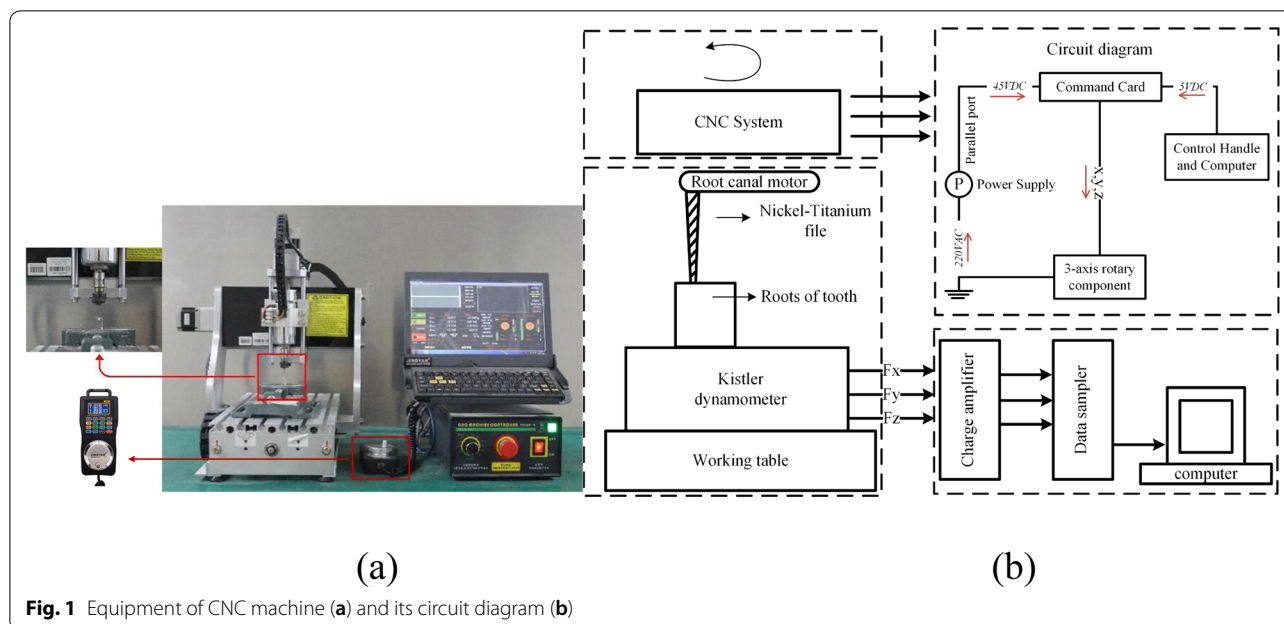 CNC System
Root canal motor
Nickel-Titanium
file
Roots of tooth
Kistler
dynamometer
Working table
Fx
Fy
Fz
Circuit diagram
45VDC
Command Card
5VDC
Parallel port
Control Handle
and Computer
P
Power Supply
x,y,z
220VAC
3-axis rotary
component
Charge amplifier
Data sampler
computer
(a)
(b)
Fig. 1 Equipment of CNC machine (a) and its circuit diagram (b)